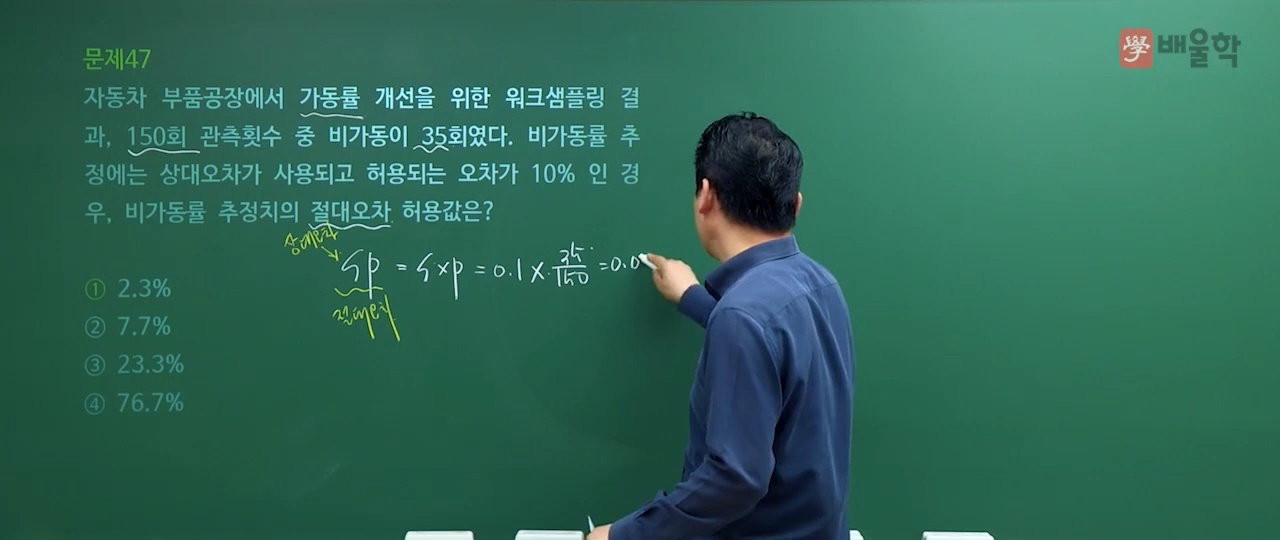 學배울학
문제47
자동차 부품공장에서 가동률 개선을 위한 워크샘플링 결
과, 150회 관측횟수 중 비가동이 35회였다. 비가동률 추
정에는 상대오차가 사용되고 허용되는 오차가 10% 인 경
우, 비가동률 추정치의 절대오차 허용값은?
상대오차
Sp = S×p = 0.1 × 35/150 = 0.0
절대오차
① 2.3%
② 7.7%
③ 23.3%
④ 76.7%